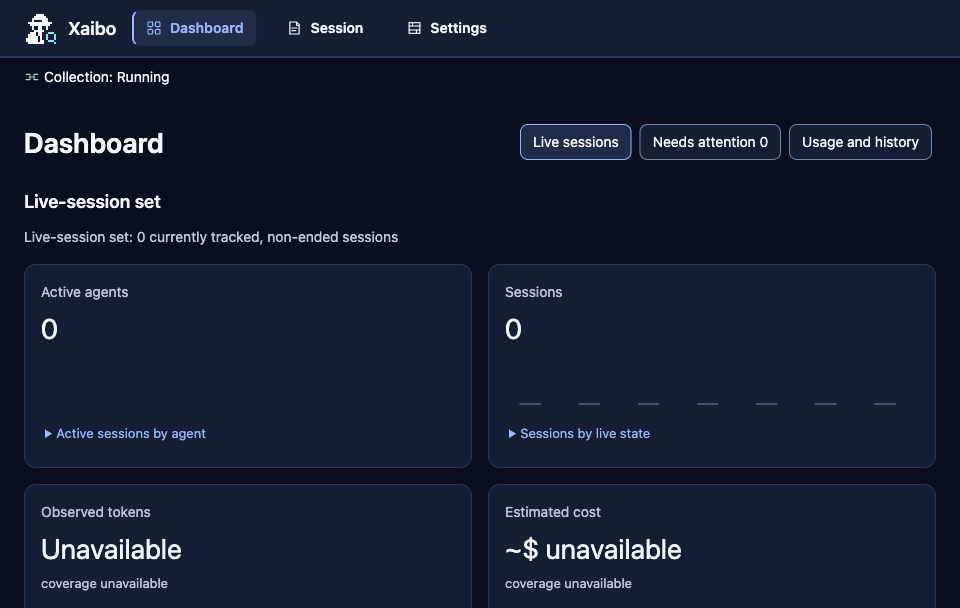 Xaibo
Dashboard
Session
Settings
Collection: Running
Dashboard
Live sessions
Needs attention 0
Usage and history
Live-session set
Live-session set: 0 currently tracked, non-ended sessions
Active agents
0
Active sessions by agent
Sessions
0
Sessions by live state
Observed tokens
Unavailable
coverage unavailable
Estimated cost
~$ unavailable
coverage unavailable